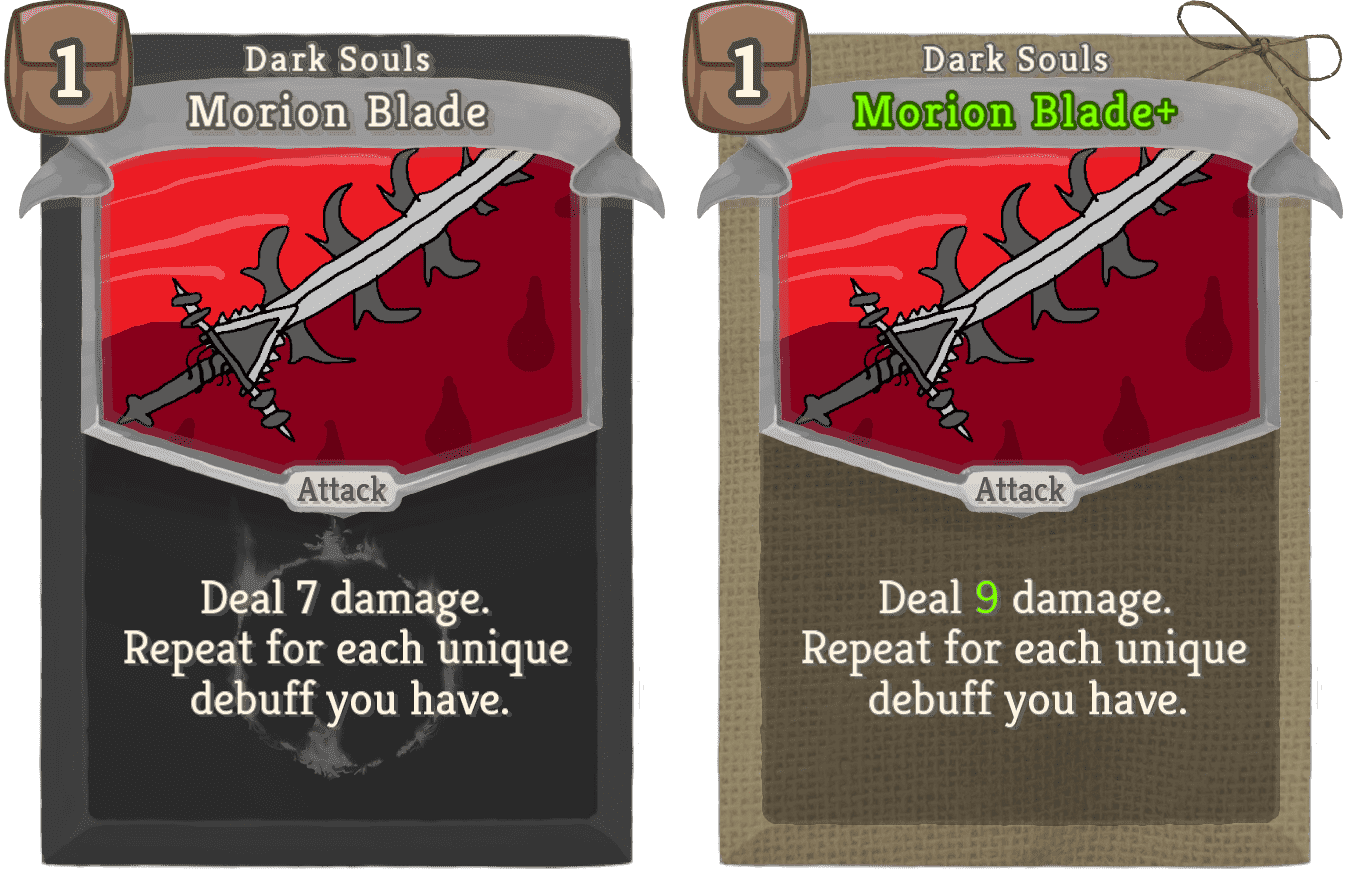 1
Dark Souls
Morion Blade
Attack
Deal 7 damage.
Repeat for each unique
debuff you have.
1
Dark Souls
Morion Blade+
Attack
Deal 9 damage.
Repeat for each unique
debuff you have.